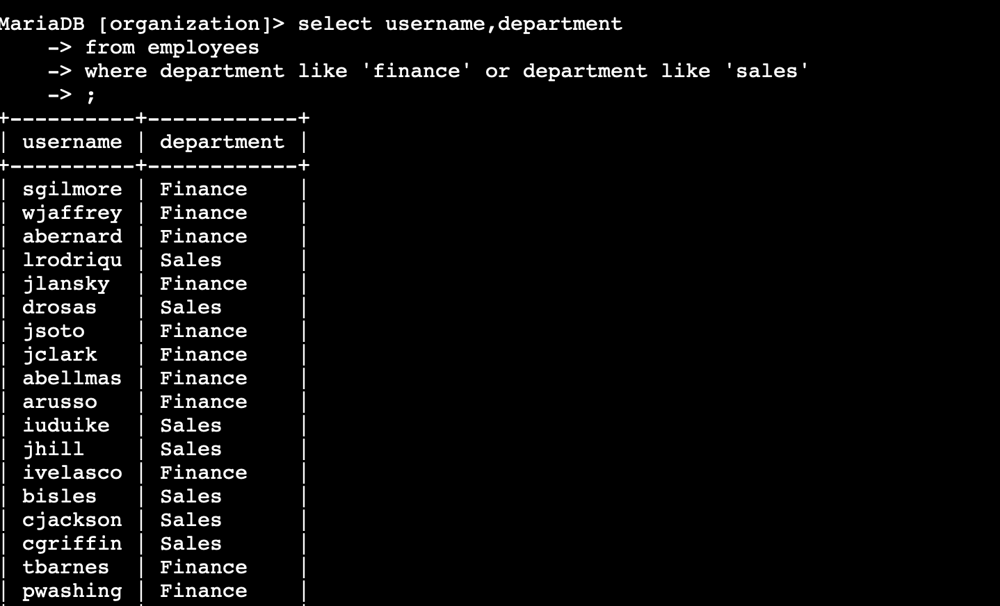 MariaDB [organization]> select username,department
    -> from employees
    -> where department like 'finance' or department like 'sales'
    -> ;
+----------+------------+
| username | department |
+----------+------------+
| sgilmore | Finance    |
| wjaffrey | Finance    |
| abernard | Finance    |
| lrodriqu | Sales      |
| jlansky  | Finance    |
| drosas   | Sales      |
| jsoto    | Finance    |
| jclark   | Finance    |
| abellmas | Finance    |
| arusso   | Finance    |
| iuduike  | Sales      |
| jhill    | Sales      |
| ivelasco | Finance    |
| bisles   | Sales      |
| cjackson | Sales      |
| cgriffin | Sales      |
| tbarnes  | Finance    |
| pwashing | Finance    |